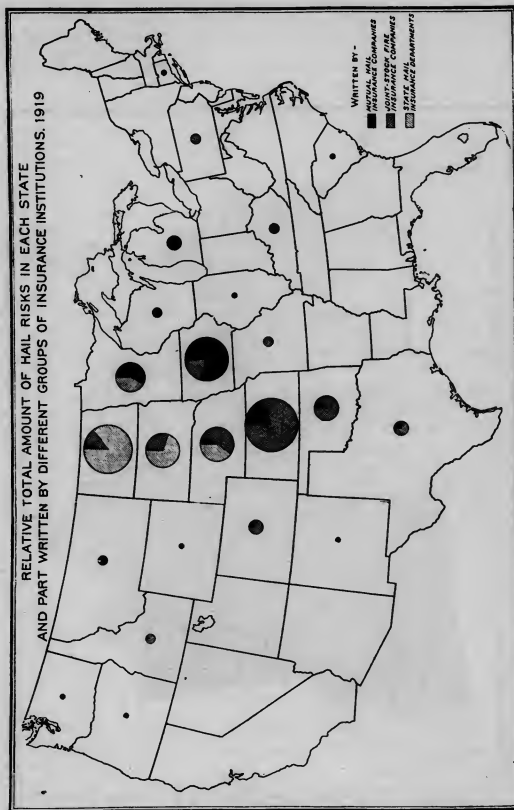 RELATIVE TOTAL AMOUNT OF HAIL RISKS IN EACH STATE
AND PART WRITTEN BY DIFFERENT GROUPS OF INSURANCE INSTITUTIONS. 1919
WRITTEN BY-
MUTUAL HAIL
INSURANCE COMPANIES
JOINT-STOCK FIRE
INSURANCE COMPANIES
STATE HAIL
INSURANCE DEPARTMENTS